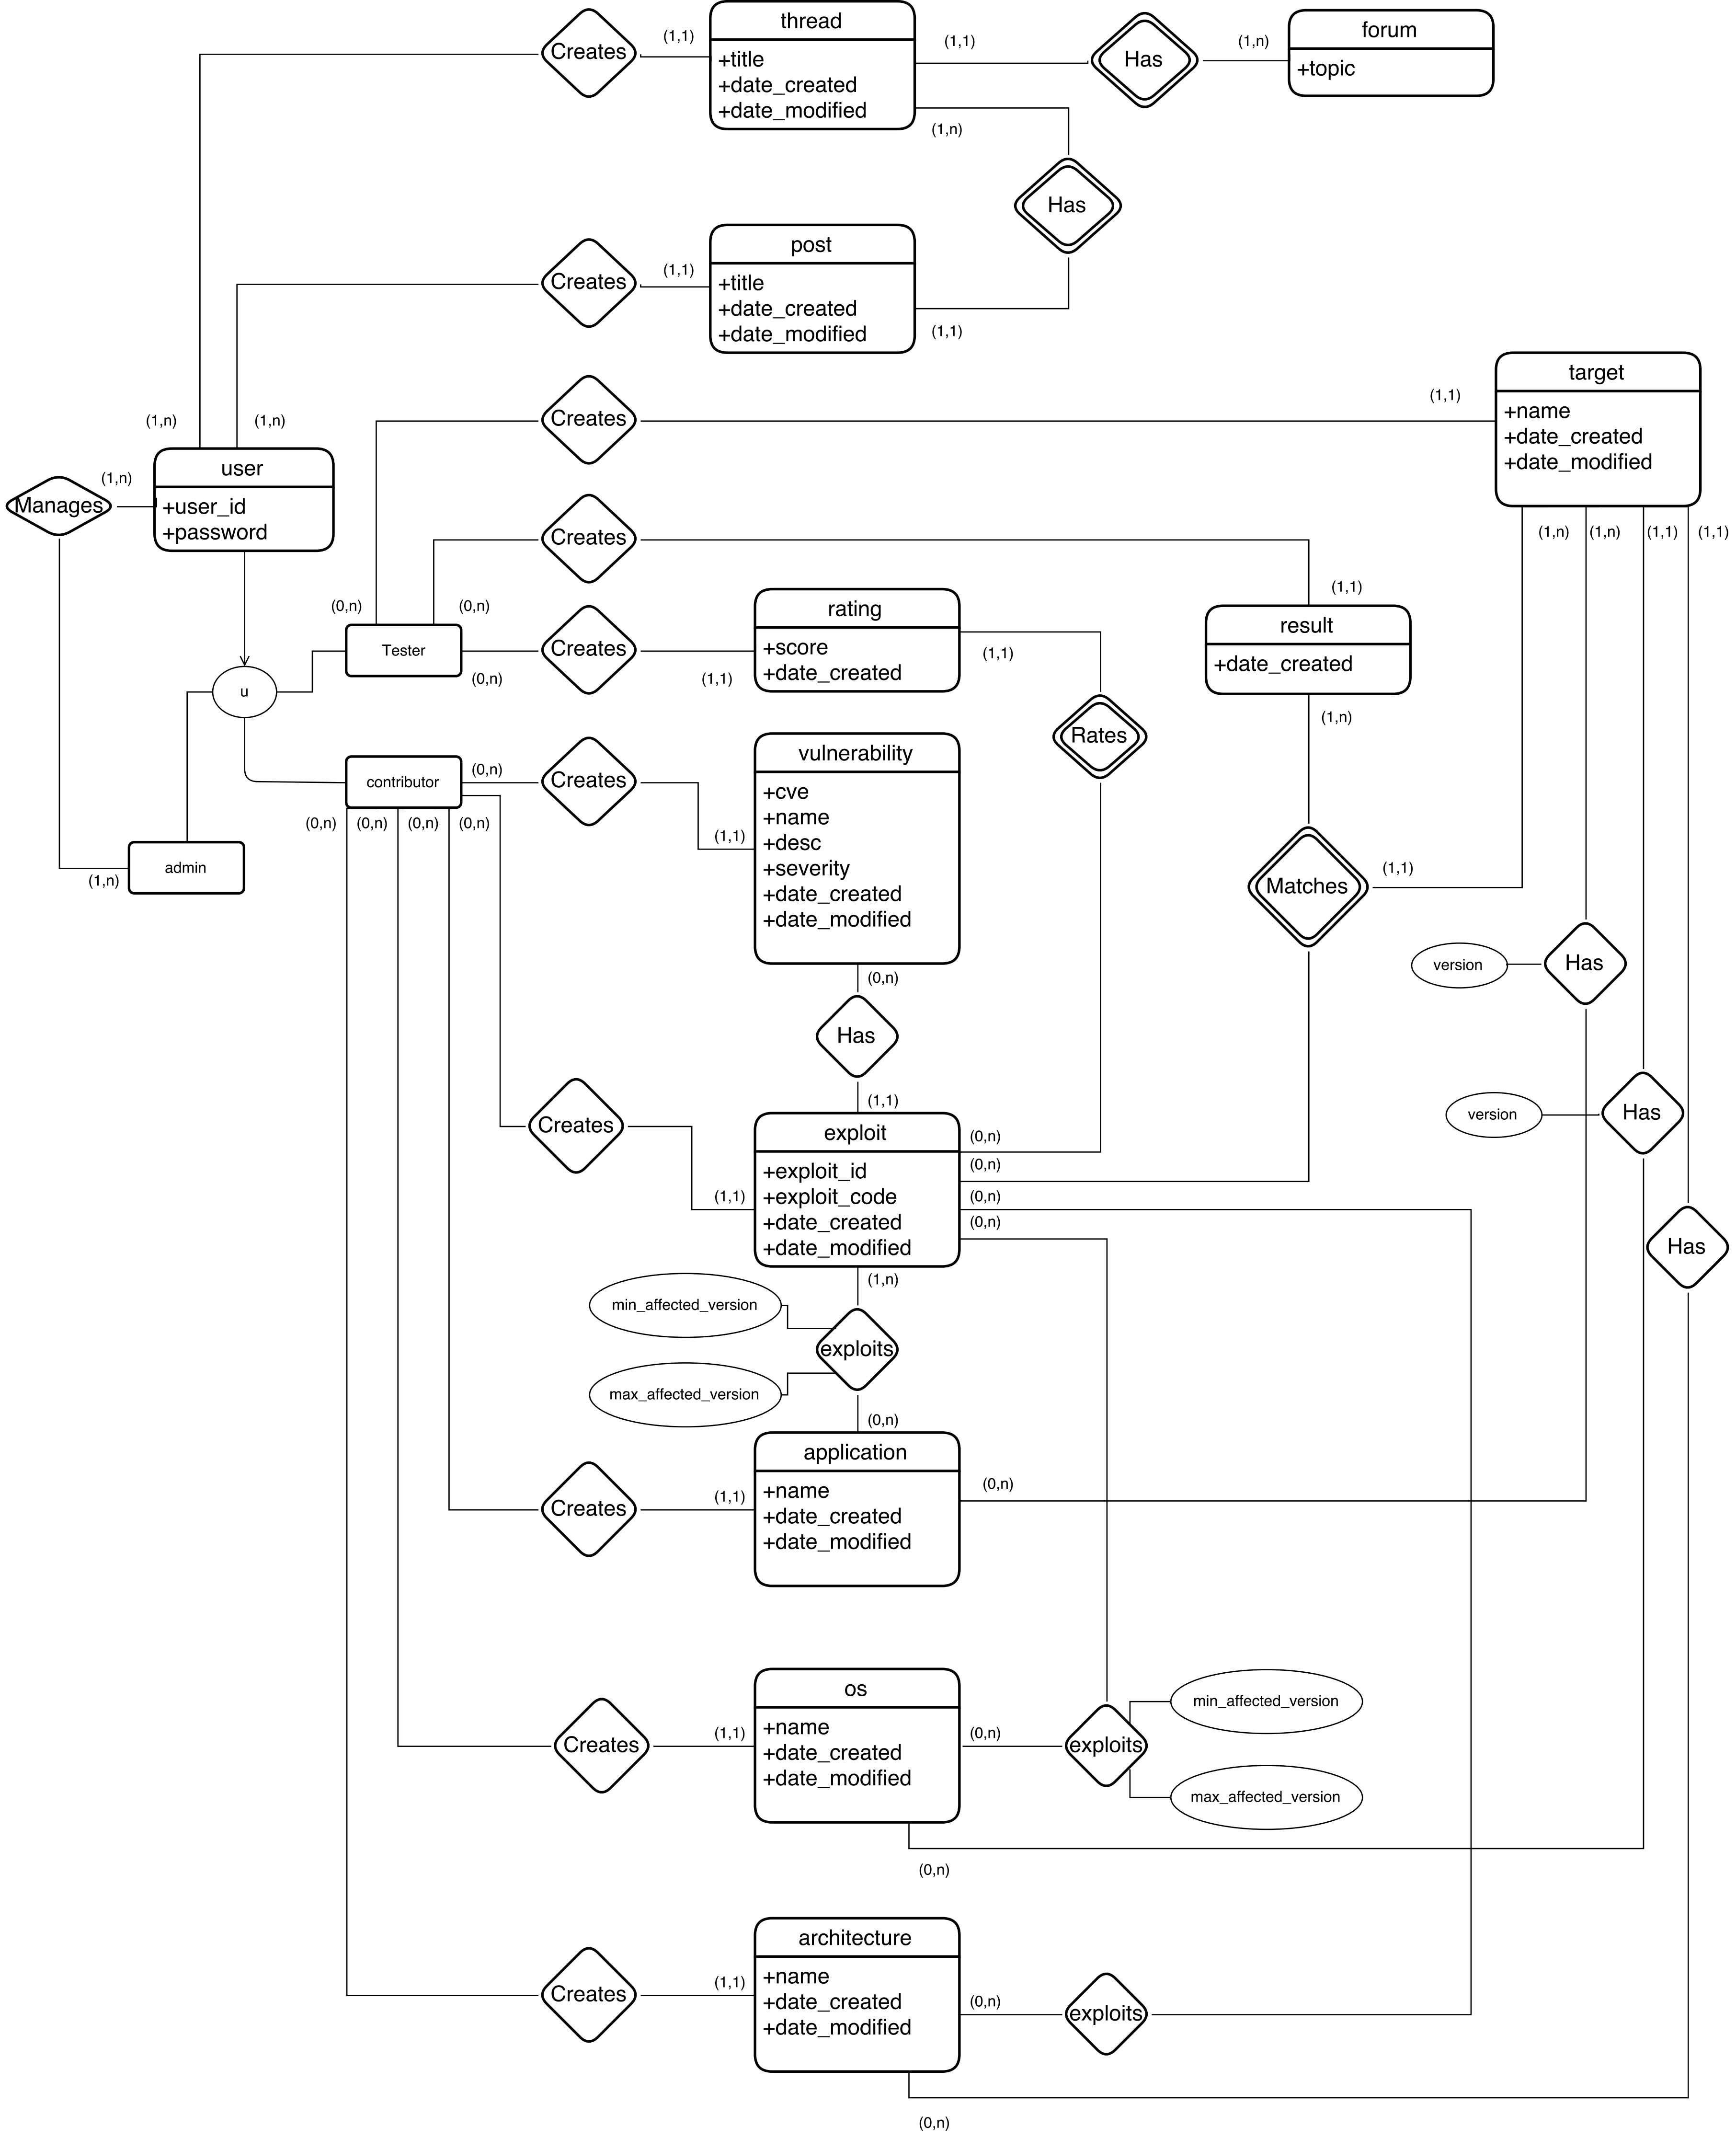 thread
+title
+date_created
+date_modified
forum
+topic
Creates
(1,1)
(1,1)
Has
(1,n)
(1,n)
Has
post
+title
+date_created
+date_modified
Creates
(1,1)
(1,1)
target
+name
+date_created
+date_modified
Creates
(1,1)
(1,n)
(1,n)
user
+user_id
+password
Manages
(1,n)
Creates
(1,n)
(1,n)
(1,1)
(1,1)
(1,1)
(0,n)
(0,n)
rating
+score
+date_created
result
+date_created
Tester
Creates
(0,n)
(1,1)
(1,1)
u
(1,n)
Rates
vulnerability
+cve
+name
+desc
+severity
+date_created
+date_modified
contributor
(0,n)
Creates
(0,n)
(0,n)
(0,n)
(0,n)
(1,1)
admin
(1,n)
Matches
(1,1)
version
Has
(0,n)
Has
(1,1)
version
Has
Creates
exploit
+exploit_id
+exploit_code
+date_created
+date_modified
(0,n)
(0,n)
(1,1)
(0,n)
(0,n)
Has
(1,n)
min_affected_version
exploits
max_affected_version
(0,n)
application
+name
+date_created
+date_modified
(0,n)
Creates
(1,1)
os
+name
+date_created
+date_modified
Creates
(1,1)
(0,n)
exploits
min_affected_version
max_affected_version
(0,n)
architecture
+name
+date_created
+date_modified
Creates
(1,1)
(0,n)
exploits
(0,n)